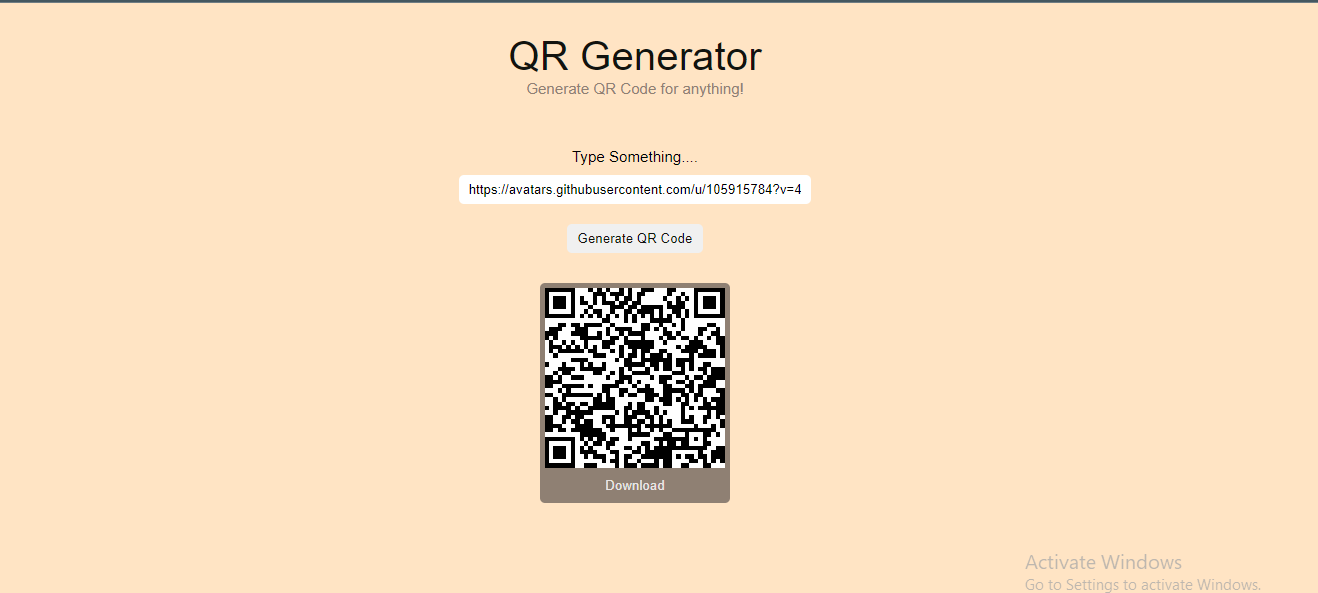 QR Generator
Generate QR Code for anything!
Type Something....
https://avatars.githubusercontent.com/u/105915784?v=4
Generate QR Code
Download
Activate Windows
Go to Settings to activate Windows.